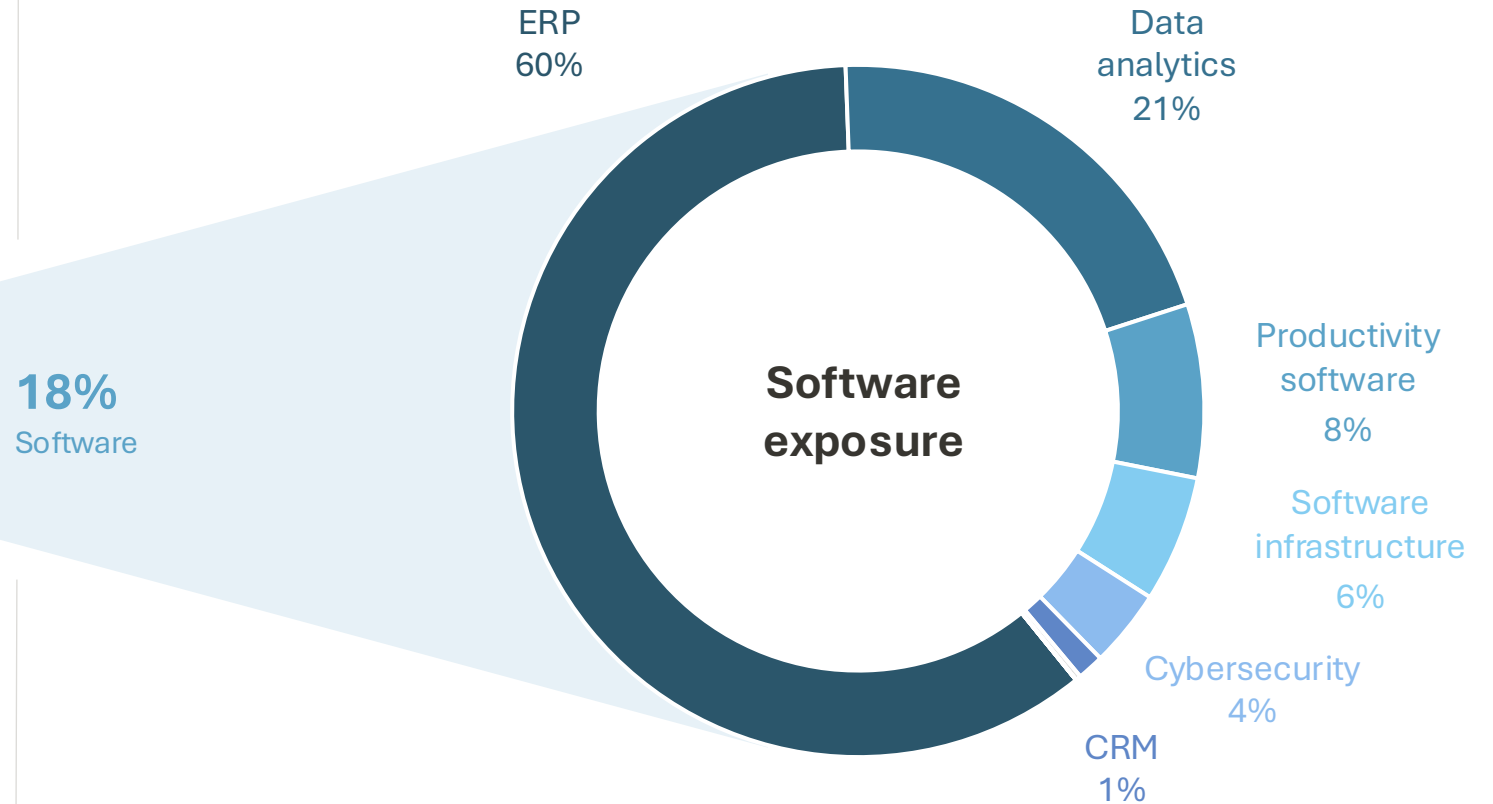 ERP
60%
Data
analytics
21%
Productivity
software
8%
18%
Software
Software
exposure
Software
infrastructure
6%
Cybersecurity
4%
CRM
1%